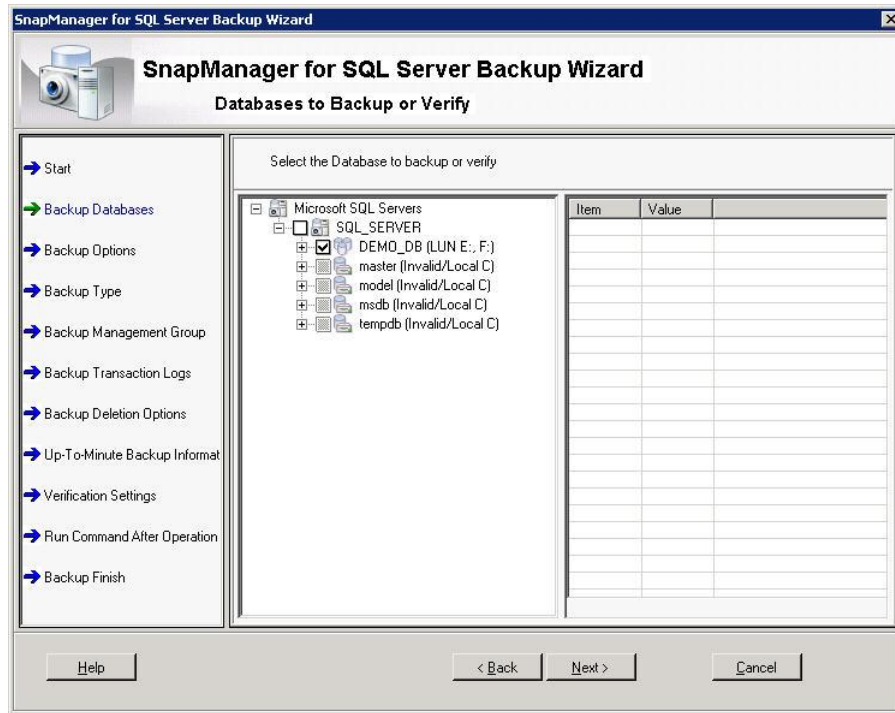 SnapManager for SQL Server Backup Wizard
SnapManager for SQL Server Backup Wizard
Databases to Backup or Verify
Start
Backup Databases
Backup Options
Backup Type
Backup Management Group
Backup Transaction Logs
Backup Deletion Options
Up-To-Minute Backup Informat
Verification Settings
Run Command After Operation
Backup Finish
Select the Database to backup or verify
Microsoft SQL Servers
SQL_SERVER
DEMO_DB (LUN E:, F:)
master (Invalid/Local C)
model (Invalid/Local C)
msdb (Invalid/Local C)
tempdb (Invalid/Local C)
Item Value
Help < Back Next > Cancel